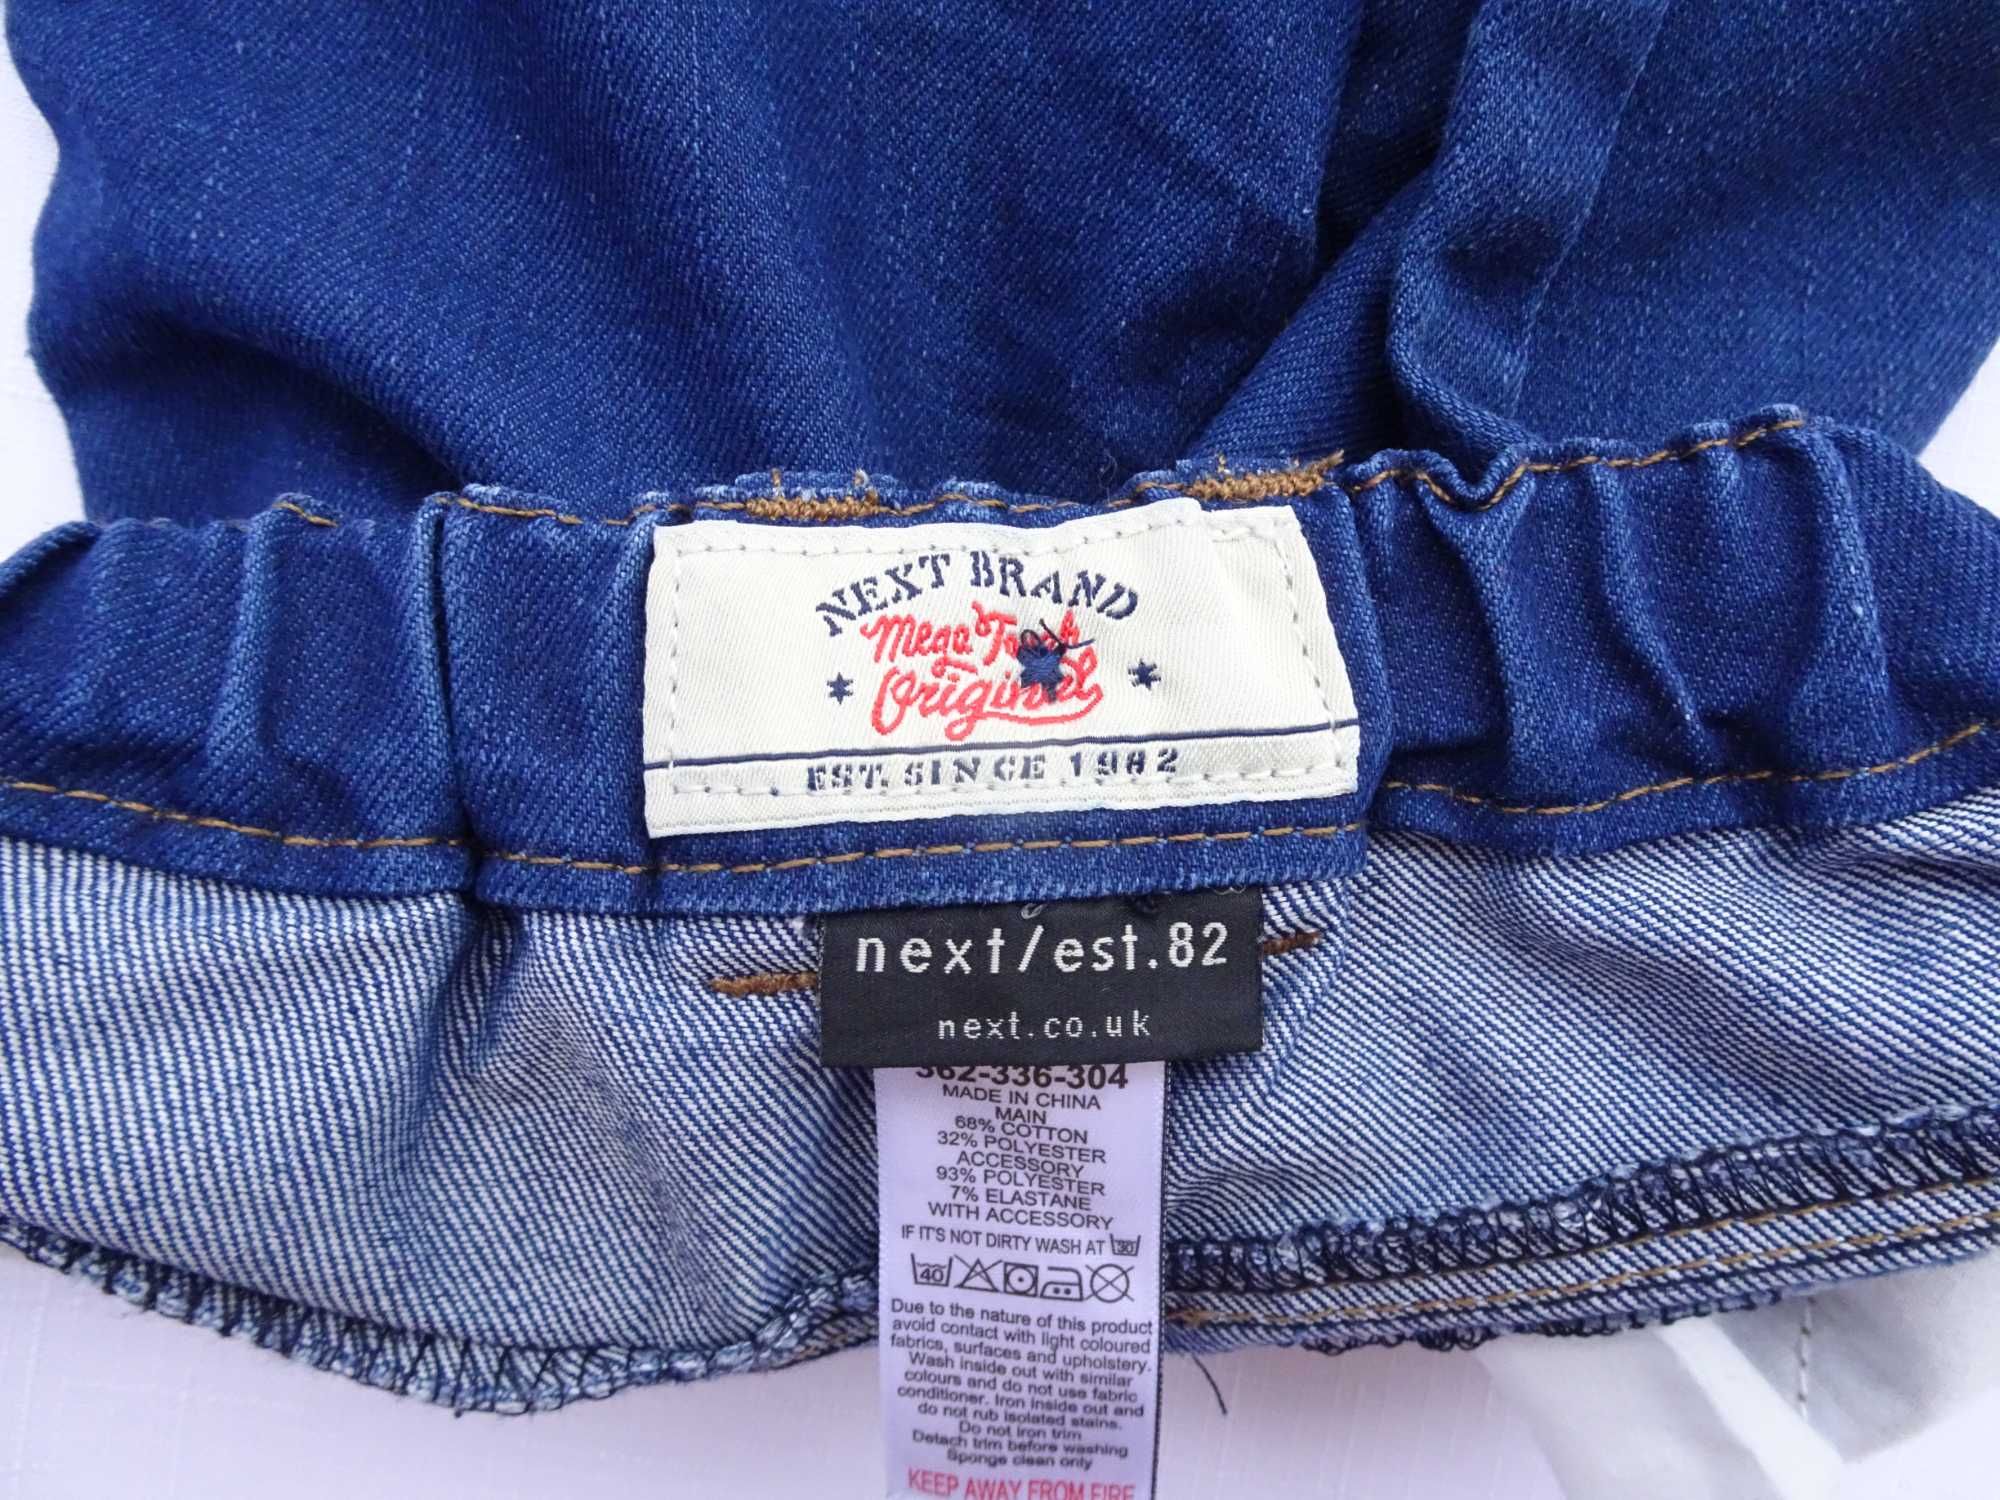 NEXT BRAND
Mega Tough
Original
EST. SINCE 1982
next/est.82
next.co.uk
362-336-304
MADE IN CHINA
MAIN
68% COTTON
32% POLYESTER
ACCESSORY
93% POLYESTER
7% ELASTANE
WITH ACCESSORY
IF IT'S NOT DIRTY WASH AT 30
40
Due to the nature of this product
avoid contact with light coloured
fabrics, surfaces and upholstery.
Wash inside out with similar
colours and do not use fabric
conditioner. Iron inside out and
do not rub isolated stains.
Do not iron trim
Detach trim before washing
Sponge clean only
KEEP AWAY FROM FIRE